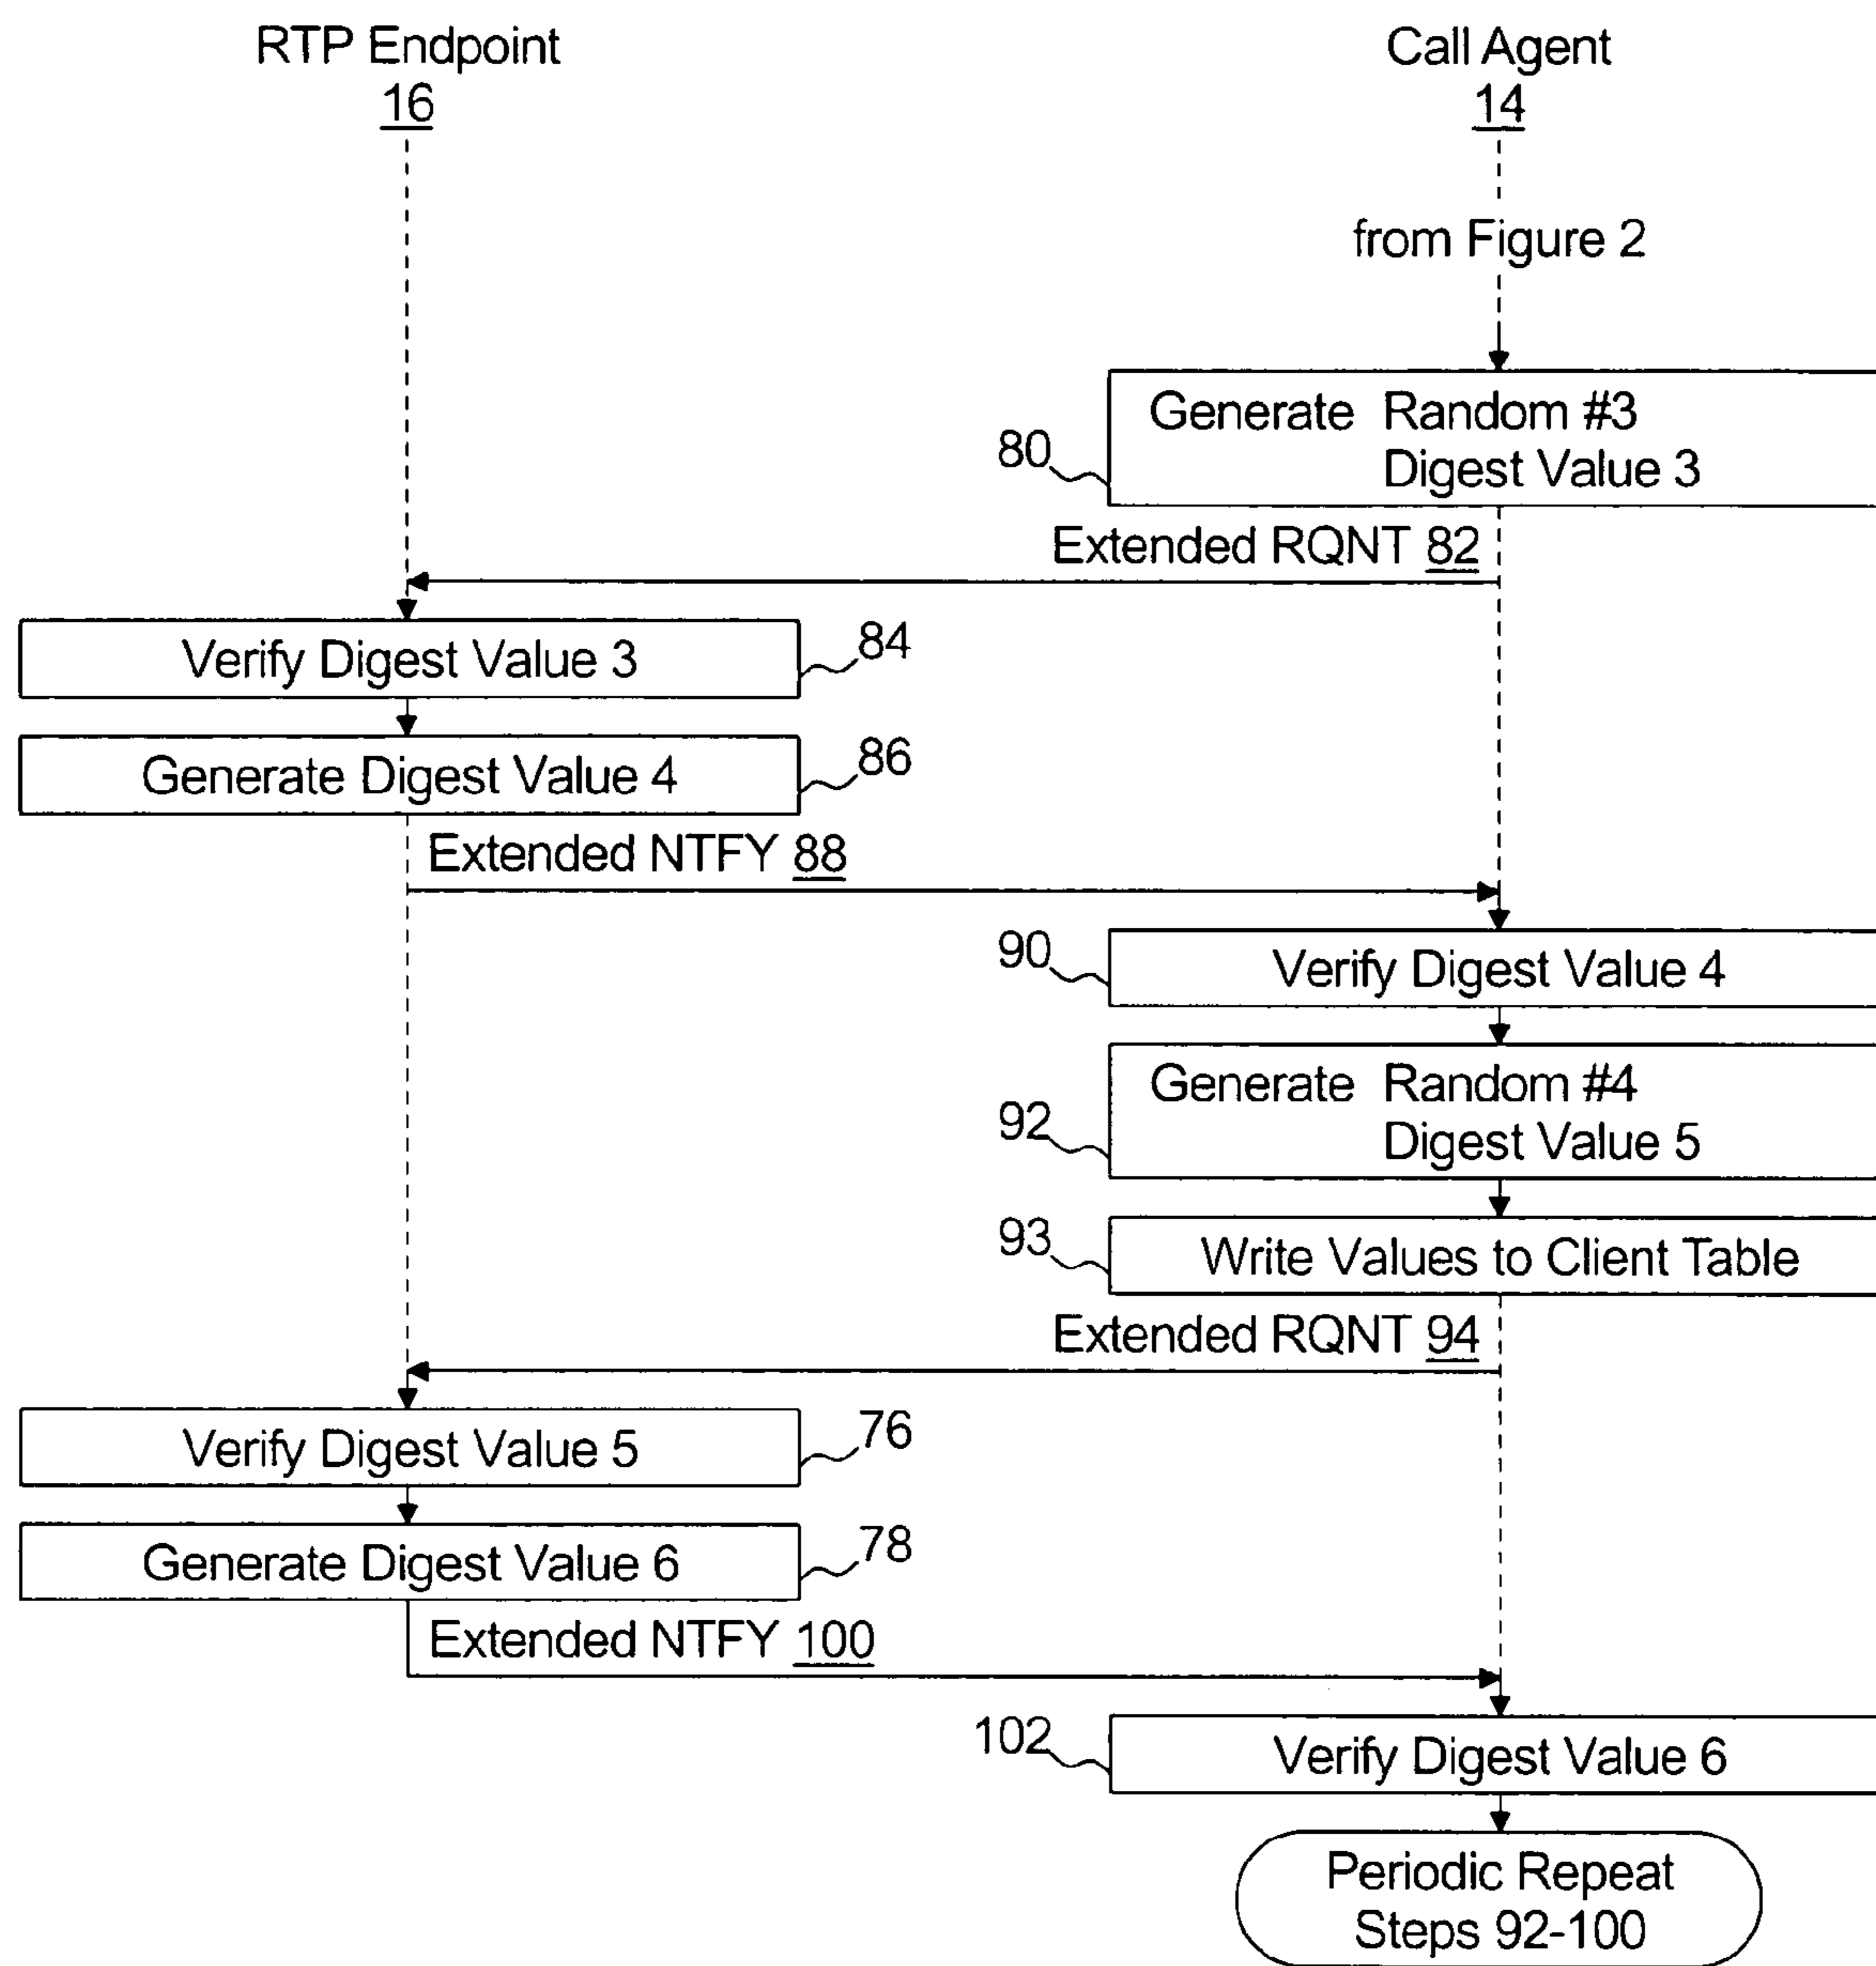 RTP Endpoint
16
Call Agent
14
from Figure 2
Generate Random #3
Digest Value 3
80
Extended RQNT 82
Verify Digest Value 3
84
Generate Digest Value 4
86
Extended NTFY 88
90
Verify Digest Value 4
Generate Random #4
Digest Value 5
92
93
Write Values to Client Table
Extended RQNT 94
Verify Digest Value 5
76
Generate Digest Value 6
78
Extended NTFY 100
102
Verify Digest Value 6
Periodic Repeat
Steps 92-100